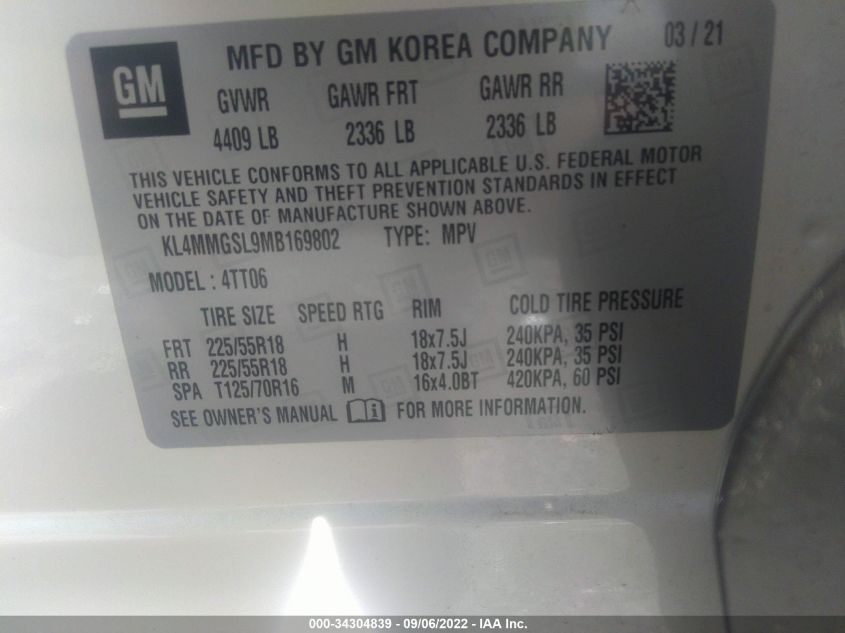 GM
MFD BY GM KOREA COMPANY 03 / 21
GVWR GAWR FRT GAWR RR
4409 LB 2336 LB 2336 LB
THIS VEHICLE CONFORMS TO ALL APPLICABLE U.S. FEDERAL MOTOR
VEHICLE SAFETY AND THEFT PREVENTION STANDARDS IN EFFECT
ON THE DATE OF MANUFACTURE SHOWN ABOVE.
KL4MMGSL9MB169802 TYPE: MPV
MODEL : 4TT06
TIRE SIZE SPEED RTG RIM COLD TIRE PRESSURE
FRT 225/55R18 H 18x7.5J 240KPA, 35 PSI
RR 225/55R18 H 18x7.5J 240KPA, 35 PSI
SPA T125/70R16 M 16x4.0BT 420KPA, 60 PSI
SEE OWNER'S MANUAL FOR MORE INFORMATION.
000-34304839 - 09/06/2022 - IAA Inc.